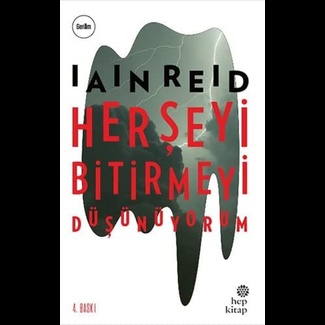 Gerilim
IAIN REID
HERŞEYİ
BİTİRMEYİ
DÜŞÜNÜYORUM
4. BASKI
hep
kitap